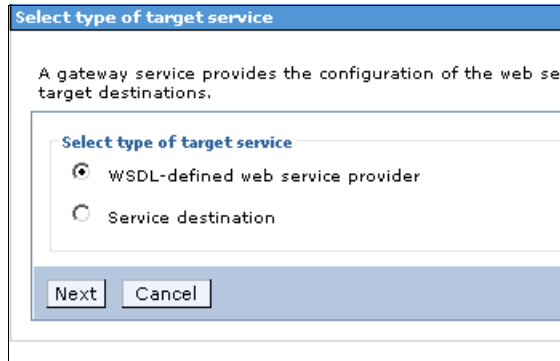 Select type of target service
A gateway service provides the configuration of the web se
target destinations.
Select type of target service
WSDL-defined web service provider
Service destination
Next Cancel